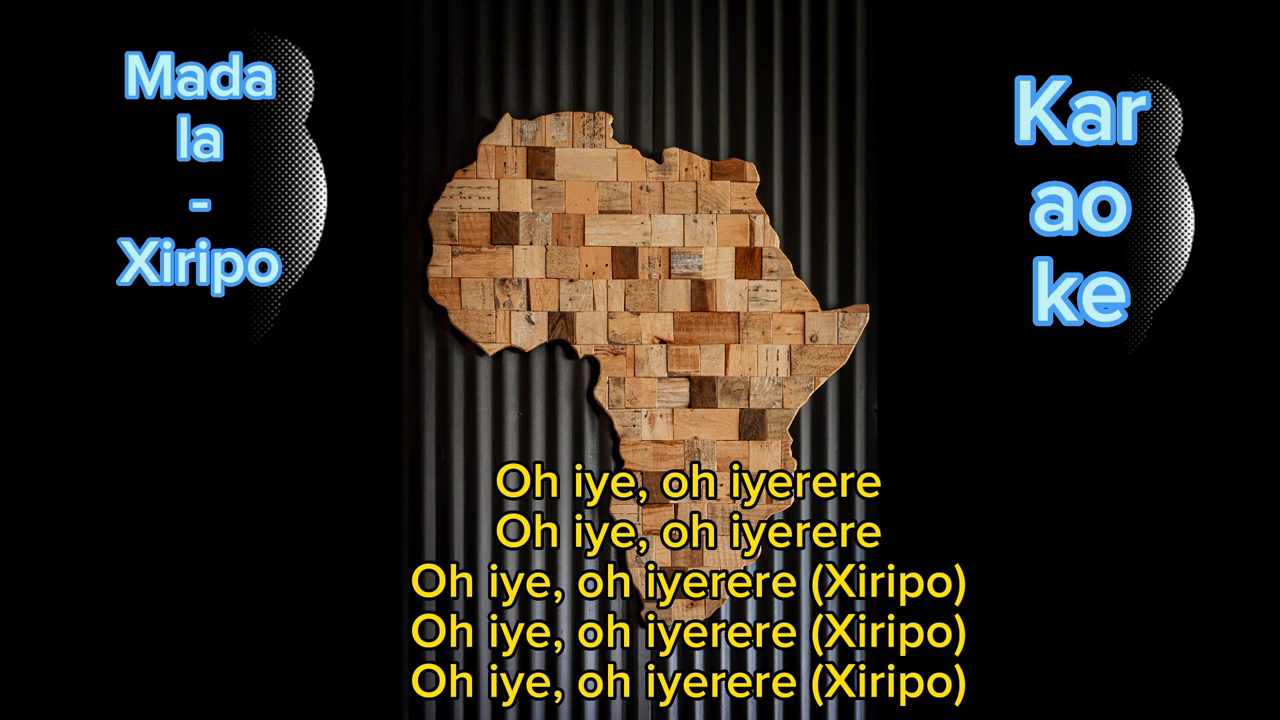 Mada
la
-
Xiripo
Kar
ao
ke
Oh iye, oh iyerere
Oh iye, oh iyerere
Oh iye, oh iyerere (Xiripo)
Oh iye, oh iyerere (Xiripo)
Oh iye, oh iyerere (Xiripo)